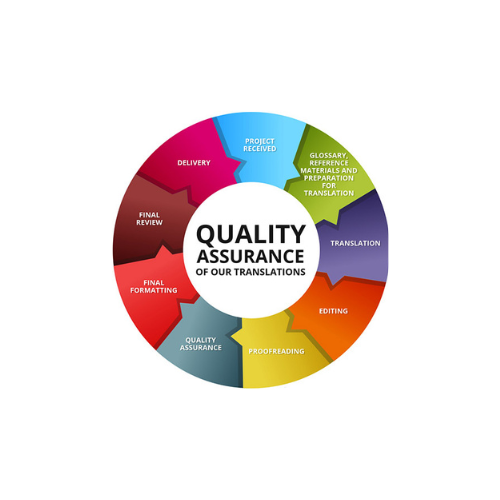 QUALITY
ASSURANCE
OF OUR TRANSLATIONS
PROJECT
RECEIVED
GLOSSARY,
REFERENCE
MATERIALS AND
PREPARATION
FOR
TRANSLATION
TRANSLATION
EDITING
PROOFREADING
QUALITY
ASSURANCE
FINAL
FORMATTING
FINAL
REVIEW
DELIVERY